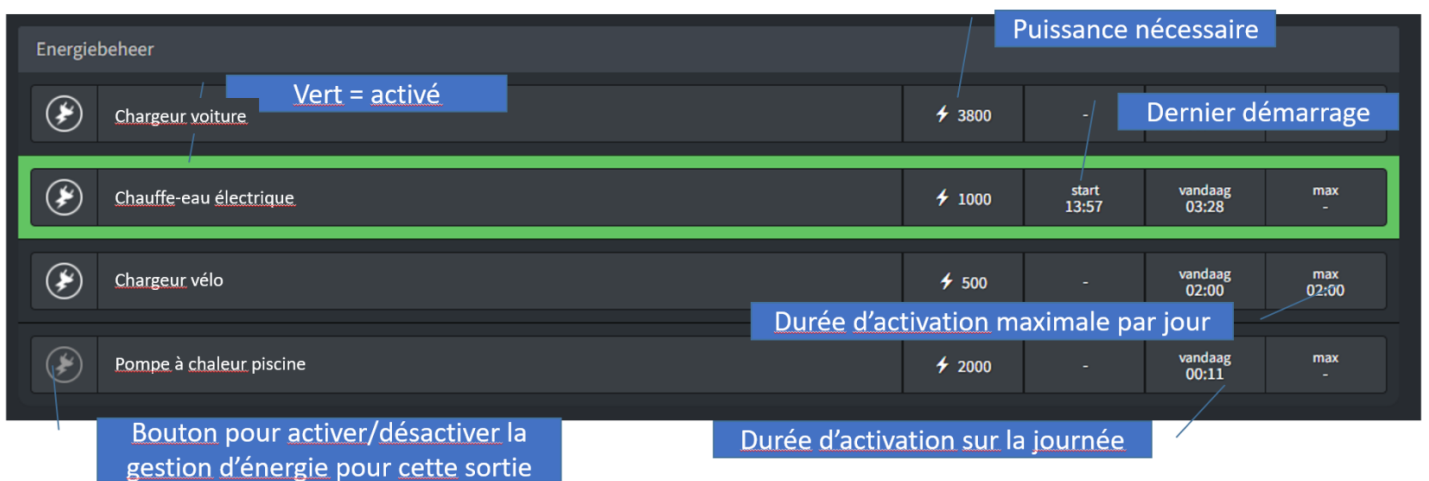 Puissance nécessaire
Energiebeheer
Vert = activé
Chargeur voiture
3800
-
Dernier démarrage
Chauffe-eau électrique
1000
start
13:57
vandaag
03:28
max
-
Chargeur vélo
500
-
vandaag
02:00
max
02:00
Durée d’activation maximale par jour
Pompe à chaleur piscine
2000
-
vandaag
00:11
max
-
Bouton pour activer/désactiver la
gestion d’énergie pour cette sortie
Durée d’activation sur la journée